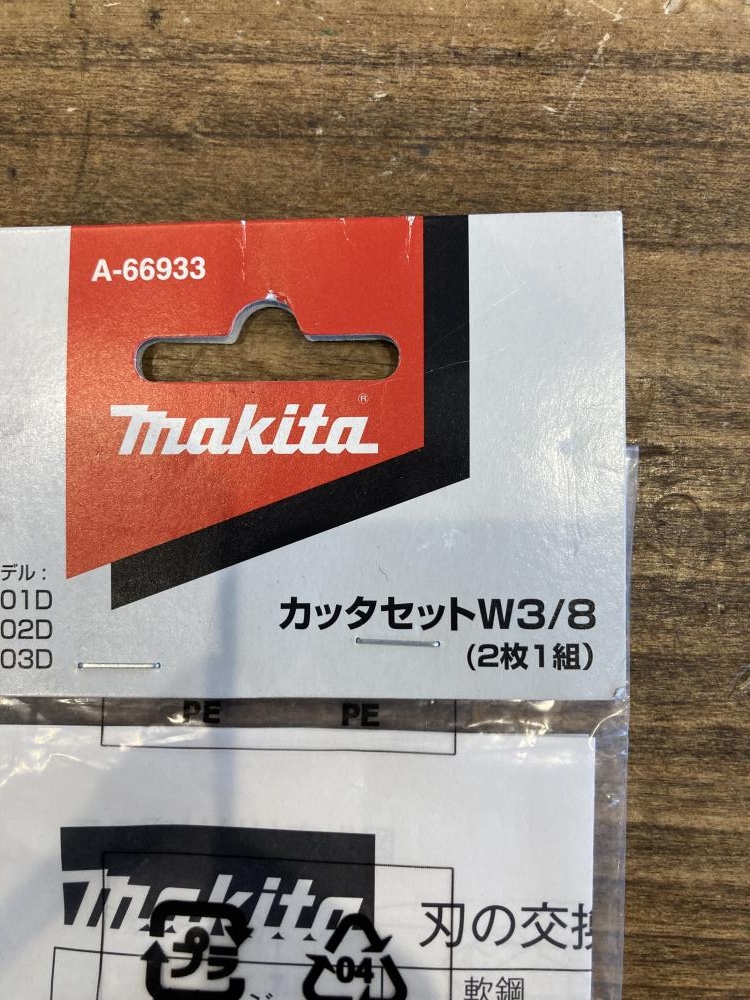 A-66933
makita®
デル:
01D
02D
03D
カッタセットW3/8
(2枚1組)
PE PE
makita
刃の交換
プラ
04
軟鋼